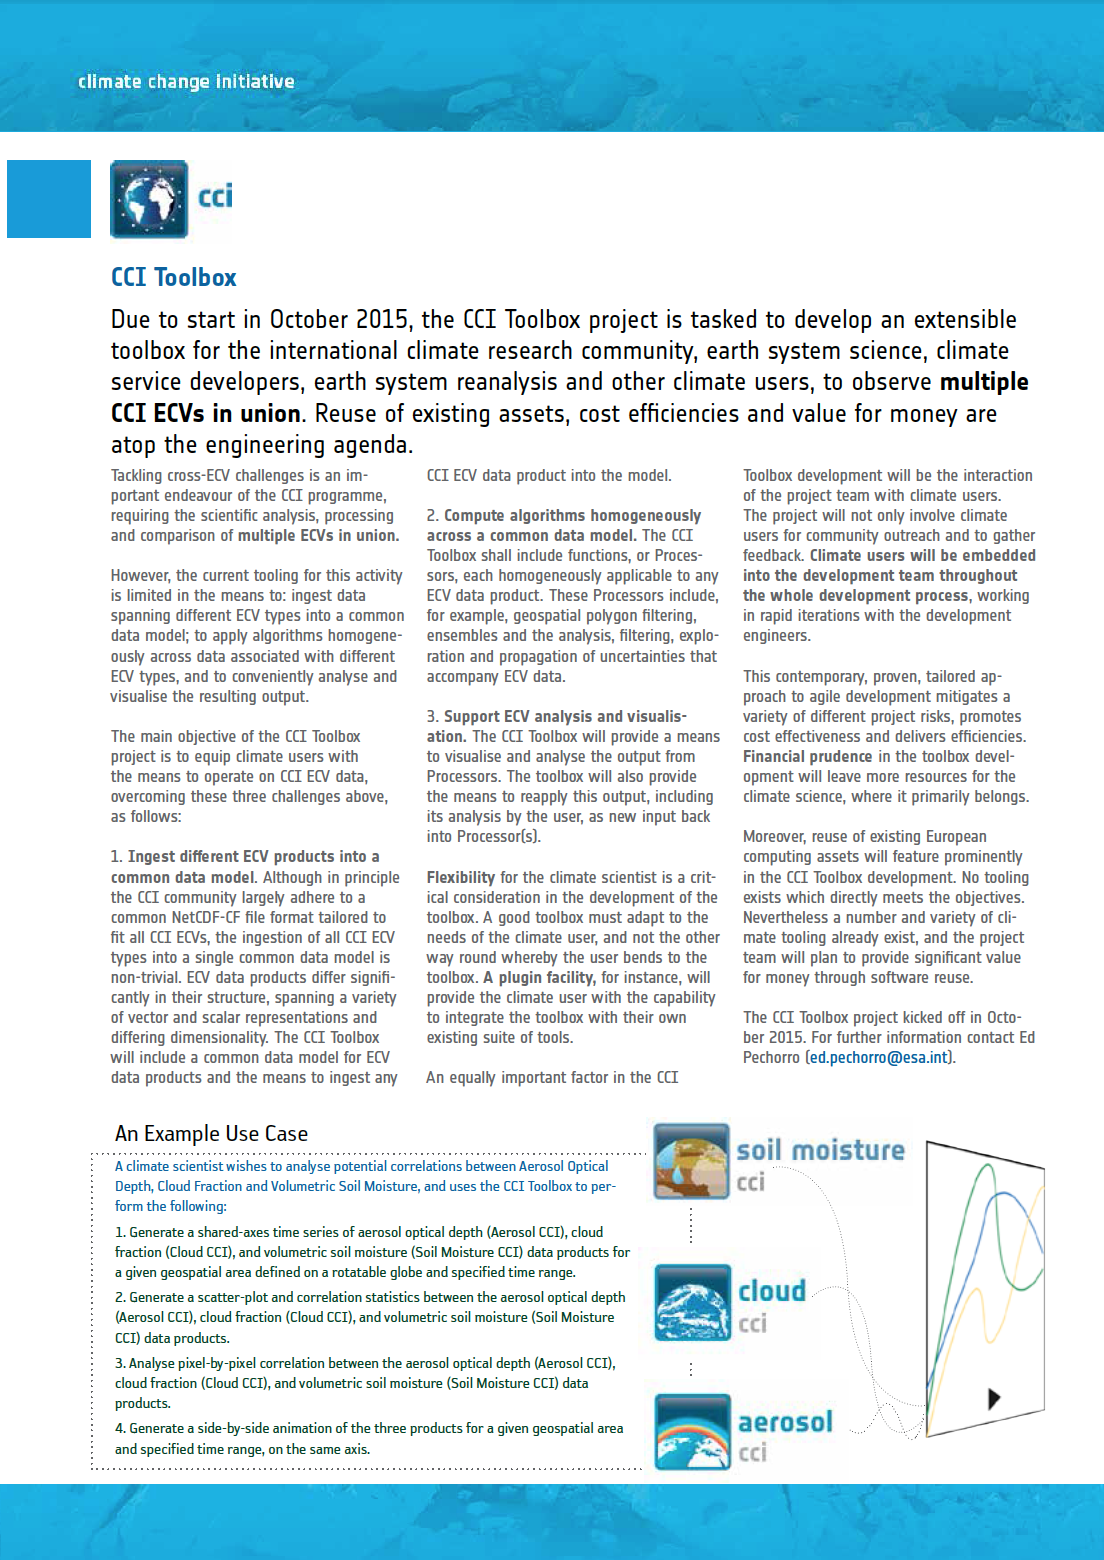 climate change initiative
cci
CCI Toolbox
Due to start in October 2015, the CCI Toolbox project is tasked to develop an extensible
toolbox for the international climate research community, earth system science, climate
service developers, earth system reanalysis and other climate users, to observe multiple
CCI ECVs in union. Reuse of existing assets, cost efficiencies and value for money are
atop the engineering agenda.
Tackling cross-ECV challenges is an im-
portant endeavour of the CCI programme,
requiring the scientific analysis, processing
and comparison of multiple ECVs in union.
However, the current tooling for this activity
is limited in the means to: ingest data
spanning different ECV types into a common
data model; to apply algorithms homogene-
ously across data associated with different
ECV types, and to conveniently analyse and
visualise the resulting output.
The main objective of the CCI Toolbox
project is to equip climate users with
the means to operate on CCI ECV data,
overcoming these three challenges above,
as follows:
1. Ingest different ECV products into a
common data model. Although in principle
the CCI community largely adhere to a
common NetCDF-CF file format tailored to
fit all CCI ECVs, the ingestion of all CCI ECV
types into a single common data model is
non-trivial. ECV data products differ signifi-
cantly in their structure, spanning a variety
of vector and scalar representations and
differing dimensionality. The CCI Toolbox
will include a common data model for ECV
data products and the means to ingest any
CCI ECV data product into the model.
2. Compute algorithms homogeneously
across a common data model. The CCI
Toolbox shall include functions, or Proces-
sors, each homogeneously applicable to any
ECV data product. These Processors include,
for example, geospatial polygon filtering,
ensembles and the analysis, filtering, explo-
ration and propagation of uncertainties that
accompany ECV data.
3. Support ECV analysis and visualis-
ation. The CCI Toolbox will provide a means
to visualise and analyse the output from
Processors. The toolbox will also provide
the means to reapply this output, including
its analysis by the user, as new input back
into Processor(s).
Flexibility for the climate scientist is a crit-
ical consideration in the development of the
toolbox. A good toolbox must adapt to the
needs of the climate user, and not the other
way round whereby the user bends to the
toolbox. A plugin facility, for instance, will
provide the climate user with the capability
to integrate the toolbox with their own
existing suite of tools.
An equally important factor in the CCI
Toolbox development will be the interaction
of the project team with climate users.
The project will not only involve climate
users for community outreach and to gather
feedback. Climate users will be embedded
into the development team throughout
the whole development process, working
in rapid iterations with the development
engineers.
This contemporary, proven, tailored ap-
proach to agile development mitigates a
variety of different project risks, promotes
cost effectiveness and delivers efficiencies.
Financial prudence in the toolbox devel-
opment will leave more resources for the
climate science, where it primarily belongs.
Moreover, reuse of existing European
computing assets will feature prominently
in the CCI Toolbox development. No tooling
exists which directly meets the objectives.
Nevertheless a number and variety of cli-
mate tooling already exist, and the project
team will plan to provide significant value
for money through software reuse.
The CCI Toolbox project kicked off in Octo-
ber 2015. For further information contact Ed
Pechorro (ed.pechorro@esa.int).
An Example Use Case
A climate scientist wishes to analyse potential correlations between Aerosol Optical
Depth, Cloud Fraction and Volumetric Soil Moisture, and uses the CCI Toolbox to per-
form the following:
1. Generate a shared-axes time series of aerosol optical depth (Aerosol CCI), cloud
fraction (Cloud CCI), and volumetric soil moisture (Soil Moisture CCI) data products for
a given geospatial area defined on a rotatable globe and specified time range.
2. Generate a scatter-plot and correlation statistics between the aerosol optical depth
(Aerosol CCI), cloud fraction (Cloud CCI), and volumetric soil moisture (Soil Moisture
CCI) data products.
3. Analyse pixel-by-pixel correlation between the aerosol optical depth (Aerosol CCI),
cloud fraction (Cloud CCI), and volumetric soil moisture (Soil Moisture CCI) data
products.
4. Generate a side-by-side animation of the three products for a given geospatial area
and specified time range, on the same axis.
soil moisture
cci
cloud
cci
aerosol
cci